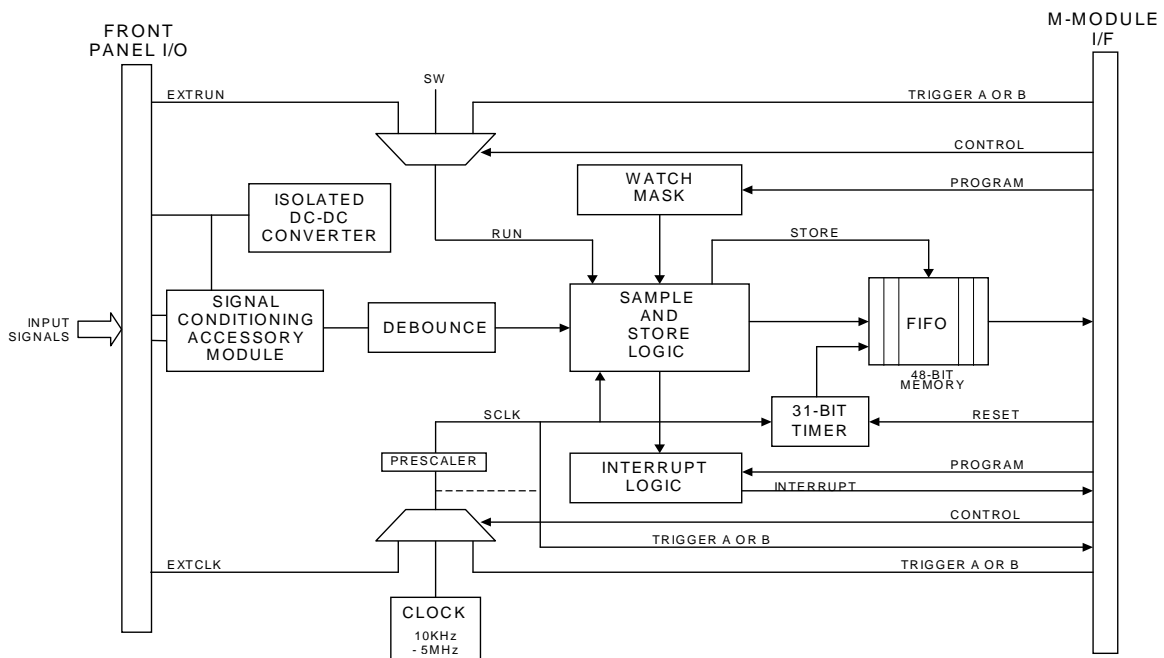 FRONT
PANEL I/O
M-MODULE
I/F
SW
EXTRUN
TRIGGER A OR B
CONTROL
WATCH
MASK
PROGRAM
ISOLATED
DC-DC
CONVERTER
RUN
STORE
INPUT
SIGNALS
SIGNAL
CONDITIONING
ACCESSORY
MODULE
DEBOUNCE
SAMPLE
AND
STORE
LOGIC
FIFO
48-BIT
MEMORY
SCLK
31-BIT
TIMER
RESET
PRESCALER
INTERRUPT
LOGIC
PROGRAM
INTERRUPT
CONTROL
TRIGGER A OR B
EXTCLK
TRIGGER A OR B
CLOCK
10KHz
- 5MHz